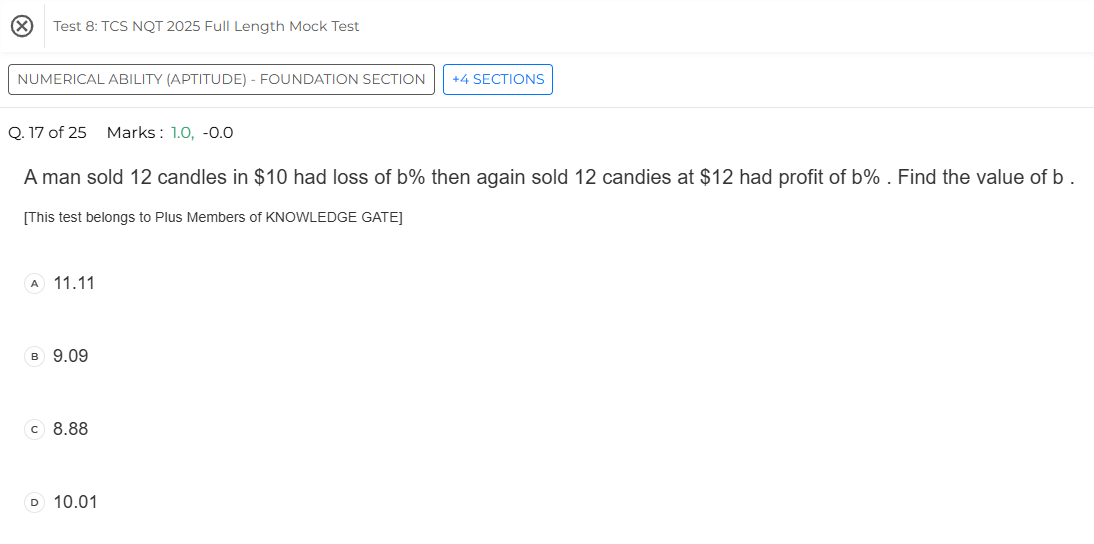 Test 8: TCS NQT 2025 Full Length Mock Test
NUMERICAL ABILITY (APTITUDE) - FOUNDATION SECTION +4 SECTIONS
Q. 17 of 25 Marks : 1.0, -0.0
A man sold 12 candles in $10 had loss of b% then again sold 12 candies at $12 had profit of b% . Find the value of b .
[This test belongs to Plus Members of KNOWLEDGE GATE]
A 11.11
B 9.09
C 8.88
D 10.01